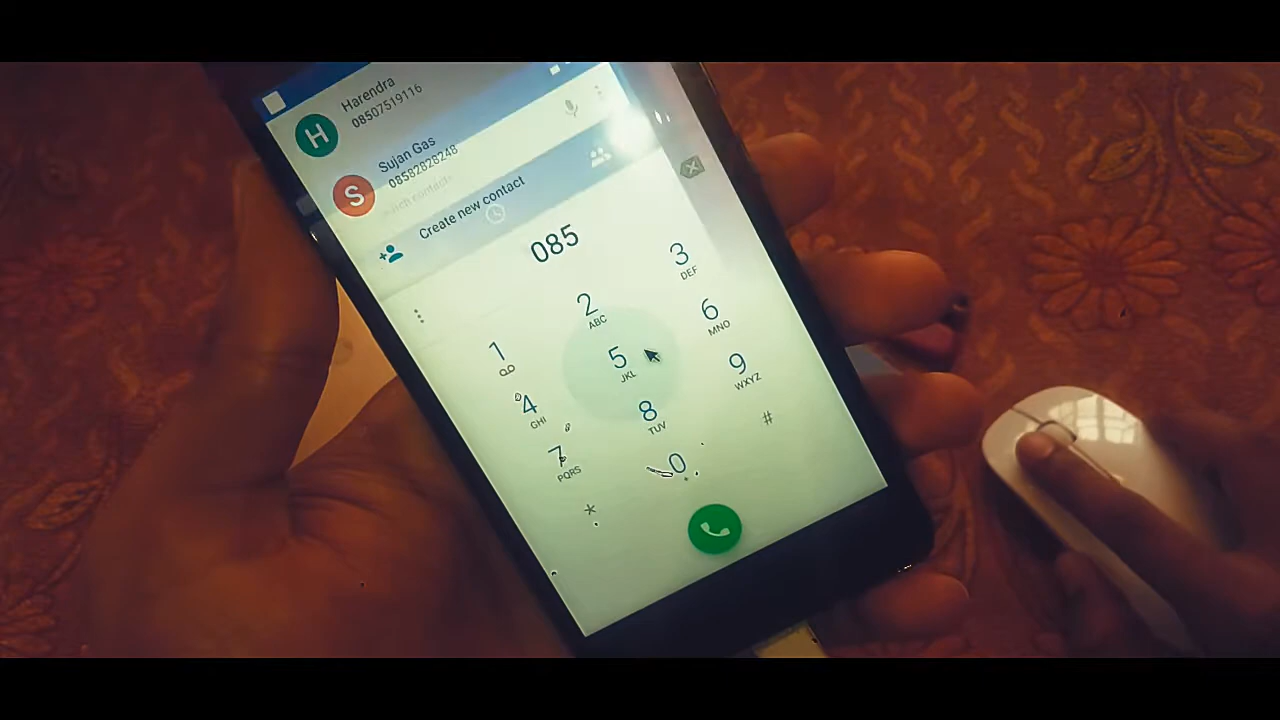 H
Harendra
08507519116
S
Sujan Gas
08582828248
Create new contact
085
1
2
ABC
3
DEF
4
GHI
5
JKL
6
MNO
7
PQRS
8
TUV
9
WXYZ
*
0
#